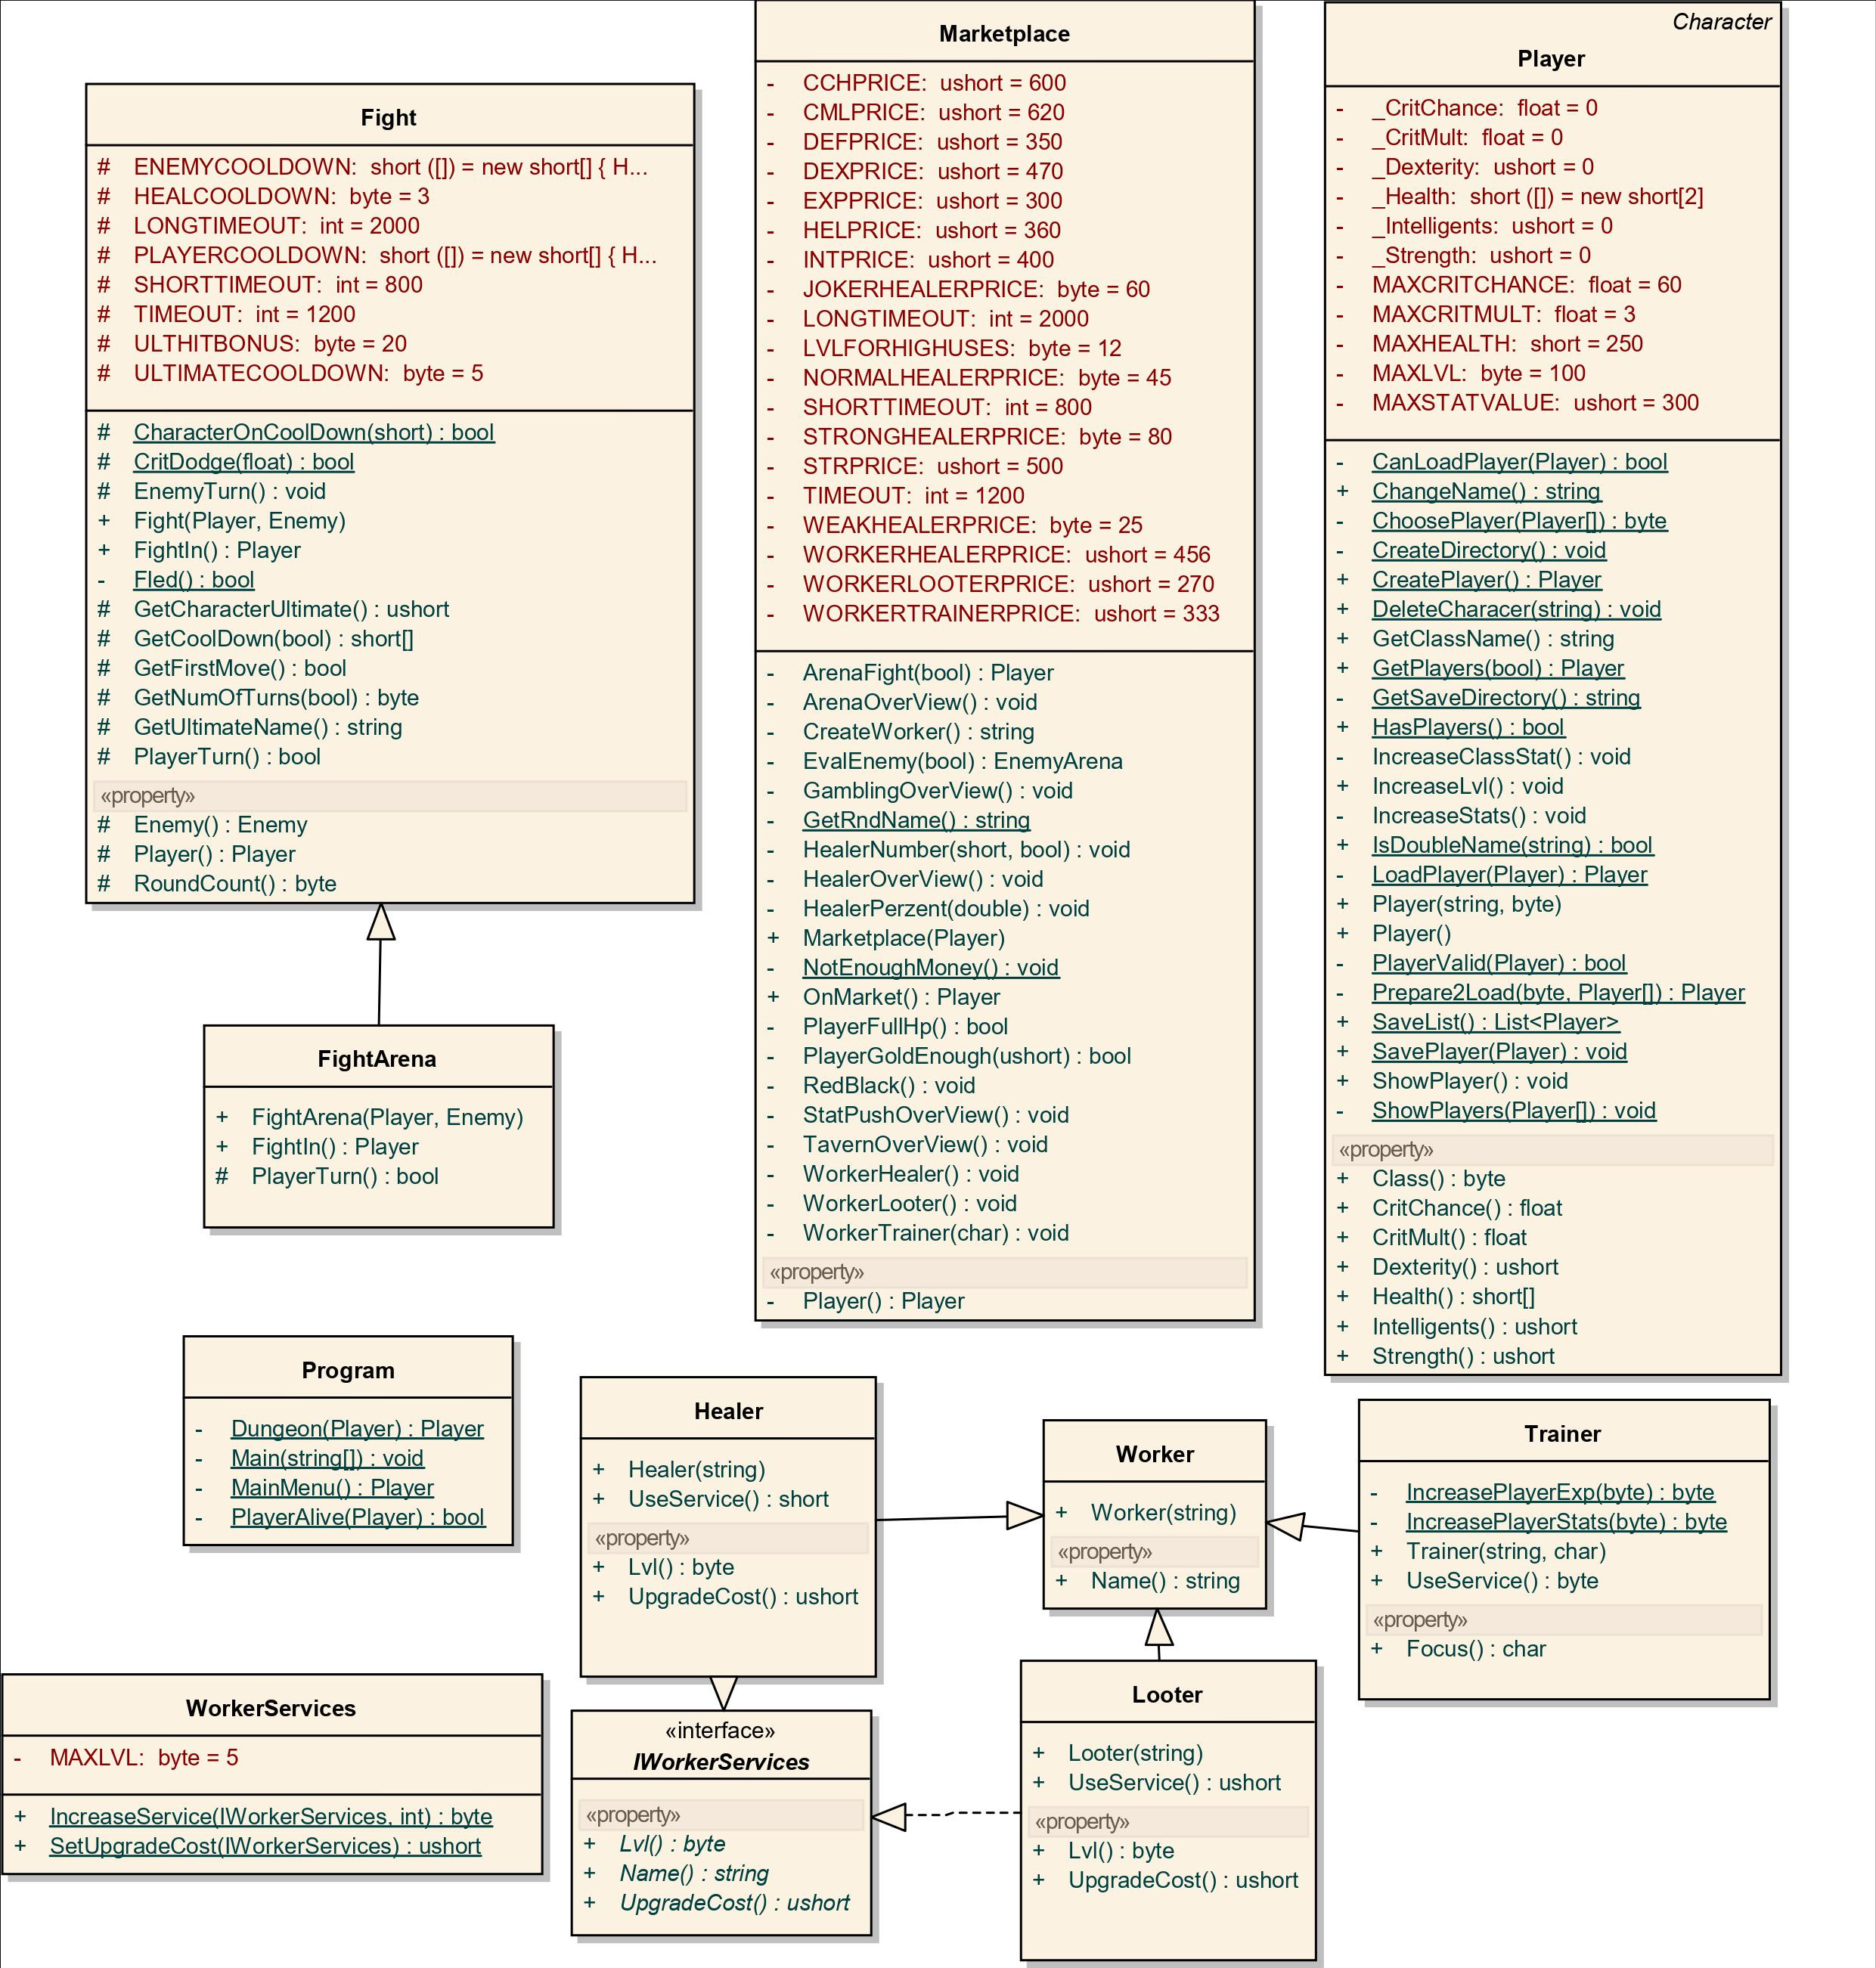 Fight
# ENEMYCOOLDOWN: short ([]) = new short[] { H...
# HEALCOOLDOWN: byte = 3
# LONGTIMEOUT: int = 2000
# PLAYERCOOLDOWN: short ([]) = new short[] { H...
# SHORTTIMEOUT: int = 800
# TIMEOUT: int = 1200
# ULTHITBONUS: byte = 20
# ULTIMATECOOLDOWN: byte = 5
# CharacterOnCoolDown(short) : bool
# CritDodge(float) : bool
# EnemyTurn() : void
+ Fight(Player, Enemy)
+ FightIn() : Player
- Fled() : bool
# GetCharacterUltimate() : ushort
# GetCoolDown(bool) : short[]
# GetFirstMove() : bool
# GetNumOfTurns(bool) : byte
# GetUltimateName() : string
# PlayerTurn() : bool
«property»
# Enemy() : Enemy
# Player() : Player
# RoundCount() : byte
Marketplace
- CCHPRICE: ushort = 600
- CMLPRICE: ushort = 620
- DEFPRICE: ushort = 350
- DEXPRICE: ushort = 470
- EXPPRICE: ushort = 300
- HELPRICE: ushort = 360
- INTPRICE: ushort = 400
- JOKERHEALERPRICE: byte = 60
- LONGTIMEOUT: int = 2000
- LVLFORHIGHUSES: byte = 12
- NORMALHEALERPRICE: byte = 45
- SHORTTIMEOUT: int = 800
- STRONGHEALERPRICE: byte = 80
- STRPRICE: ushort = 500
- TIMEOUT: int = 1200
- WEAKHEALERPRICE: byte = 25
- WORKERHEALERPRICE: ushort = 456
- WORKERLOOTERPRICE: ushort = 270
- WORKERTRAINERPRICE: ushort = 333
- ArenaFight(bool) : Player
- ArenaOverView() : void
- CreateWorker() : string
- EvalEnemy(bool) : EnemyArena
- GamblingOverView() : void
- GetRndName() : string
- HealerNumber(short, bool) : void
- HealerOverView() : void
- HealerPerzent(double) : void
+ Marketplace(Player)
- NotEnoughMoney() : void
+ OnMarket() : Player
- PlayerFullHp() : bool
- PlayerGoldEnough(ushort) : bool
- RedBlack() : void
- StatPushOverView() : void
- TavernOverView() : void
- WorkerHealer() : void
- WorkerLooter() : void
- WorkerTrainer(char) : void
«property»
- Player() : Player
Character
Player
- _CritChance: float = 0
- _CritMult: float = 0
- _Dexterity: ushort = 0
- _Health: short ([]) = new short[2]
- _Intelligents: ushort = 0
- _Strength: ushort = 0
- MAXCRITCHANCE: float = 60
- MAXCRITMULT: float = 3
- MAXHEALTH: short = 250
- MAXLVL: byte = 100
- MAXSTATVALUE: ushort = 300
- CanLoadPlayer(Player) : bool
+ ChangeName() : string
- ChoosePlayer(Player[]) : byte
- CreateDirectory() : void
+ CreatePlayer() : Player
+ DeleteCharacer(string) : void
+ GetClassName() : string
+ GetPlayers(bool) : Player
- GetSaveDirectory() : string
+ HasPlayers() : bool
- IncreaseClassStat() : void
+ IncreaseLvl() : void
- IncreaseStats() : void
+ IsDoubleName(string) : bool
- LoadPlayer(Player) : Player
+ Player(string, byte)
+ Player()
- PlayerValid(Player) : bool
- Prepare2Load(byte, Player[]) : Player
+ SaveList() : List<Player>
+ SavePlayer(Player) : void
+ ShowPlayer() : void
- ShowPlayers(Player[]) : void
«property»
+ Class() : byte
+ CritChance() : float
+ CritMult() : float
+ Dexterity() : ushort
+ Health() : short[]
+ Intelligents() : ushort
+ Strength() : ushort
FightArena
+ FightArena(Player, Enemy)
+ FightIn() : Player
# PlayerTurn() : bool
Program
- Dungeon(Player) : Player
- Main(string[]) : void
- MainMenu() : Player
- PlayerAlive(Player) : bool
Healer
+ Healer(string)
+ UseService() : short
«property»
+ Lvl() : byte
+ UpgradeCost() : ushort
Worker
+ Worker(string)
«property»
+ Name() : string
Trainer
- IncreasePlayerExp(byte) : byte
- IncreasePlayerStats(byte) : byte
+ Trainer(string, char)
+ UseService() : byte
«property»
+ Focus() : char
WorkerServices
- MAXLVL: byte = 5
+ IncreaseService(IWorkerServices, int) : byte
+ SetUpgradeCost(IWorkerServices) : ushort
«interface»
IWorkerServices
«property»
+ Lvl() : byte
+ Name() : string
+ UpgradeCost() : ushort
Looter
+ Looter(string)
+ UseService() : ushort
«property»
+ Lvl() : byte
+ UpgradeCost() : ushort